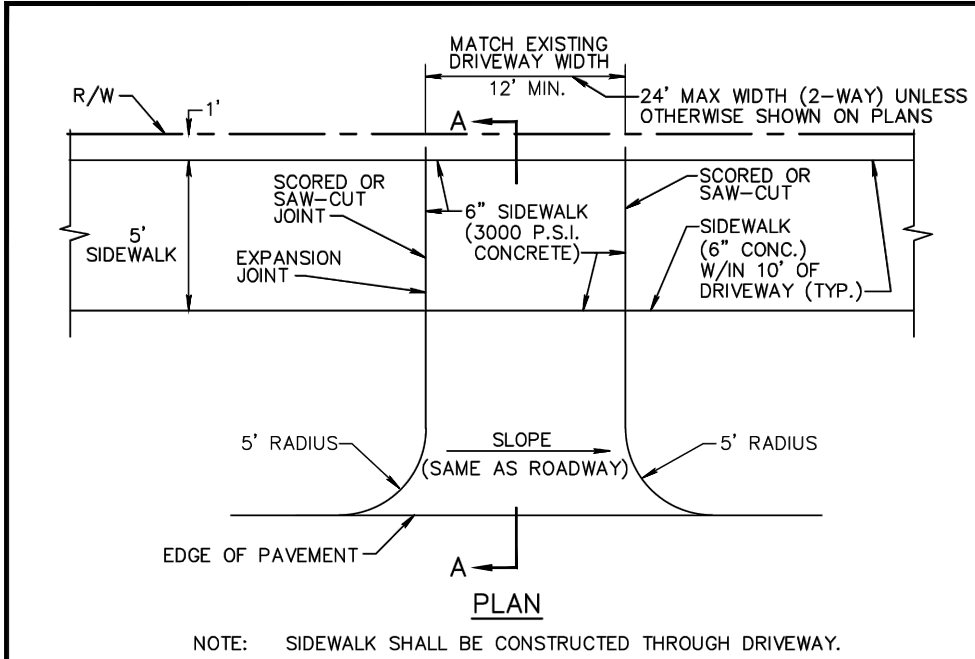 MATCH EXISTING
DRIVEWAY WIDTH
12' MIN.
24' MAX WIDTH (2-WAY) UNLESS
OTHERWISE SHOWN ON PLANS
R/W
1'
A
SCORED OR
SAW-CUT
JOINT
6" SIDEWALK
(3000 P.S.I.
CONCRETE)
SCORED OR
SAW-CUT
5'
SIDEWALK
EXPANSION
JOINT
SIDEWALK
(6" CONC.)
W/IN 10' OF
DRIVEWAY (TYP.)
5' RADIUS
SLOPE
(SAME AS ROADWAY)
5' RADIUS
EDGE OF PAVEMENT
A
PLAN
NOTE: SIDEWALK SHALL BE CONSTRUCTED THROUGH DRIVEWAY.